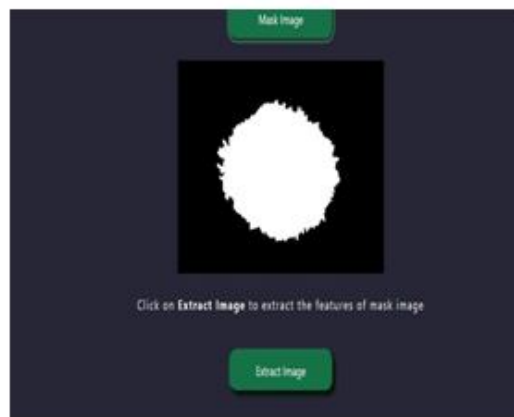 Mask Image
Click on Extract Image to extract the features of mask image
Extract Image